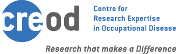 creod
Centre for
Research Expertise
in Occupational Disease
Research that makes a Difference